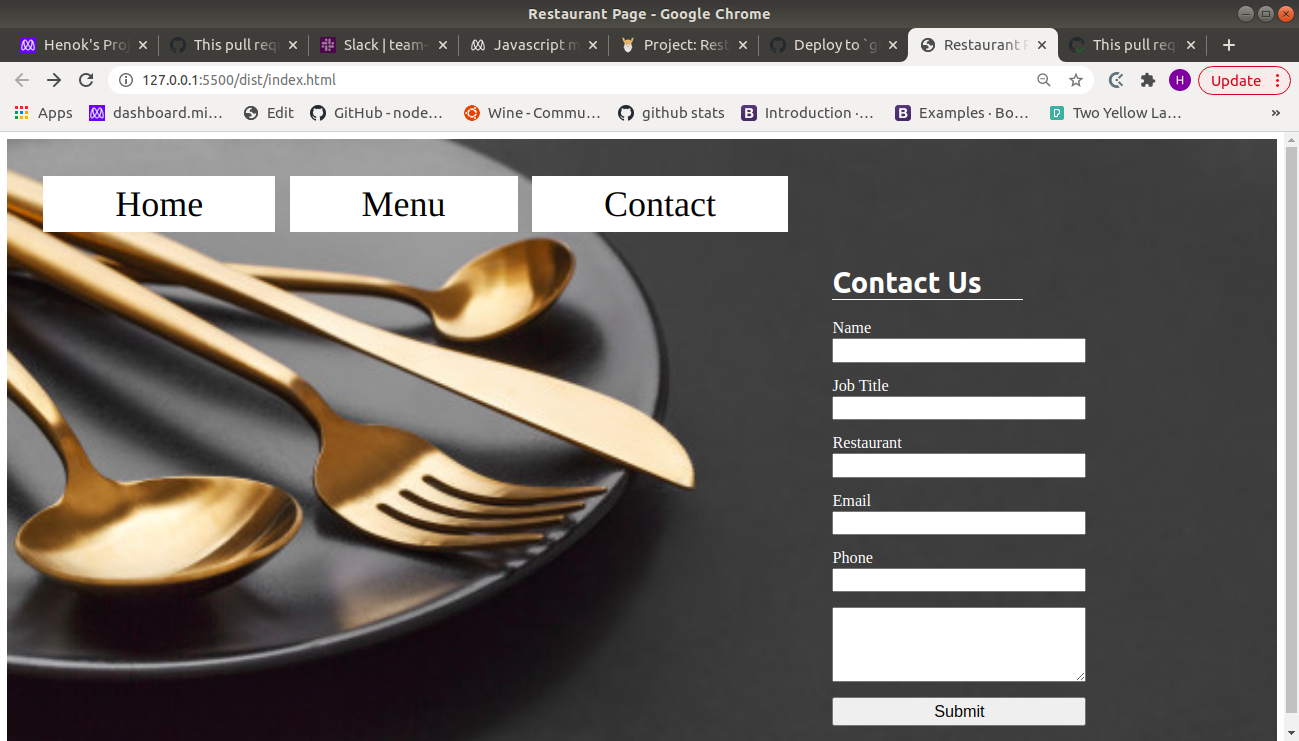 Restaurant Page - Google Chrome
Henok's Pro
This pull req
Slack | team-
Javascript m
Project: Rest
Deploy to `g
Restaurant P
This pull req
127.0.0.1:5500/dist/index.html
H
Update
Apps
dashboard.mi…
Edit
GitHub - node…
Wine - Commu…
github stats
Introduction ·…
Examples · Bo…
Two Yellow La…
»
Home
Menu
Contact
Contact Us
Name
Job Title
Restaurant
Email
Phone
Submit